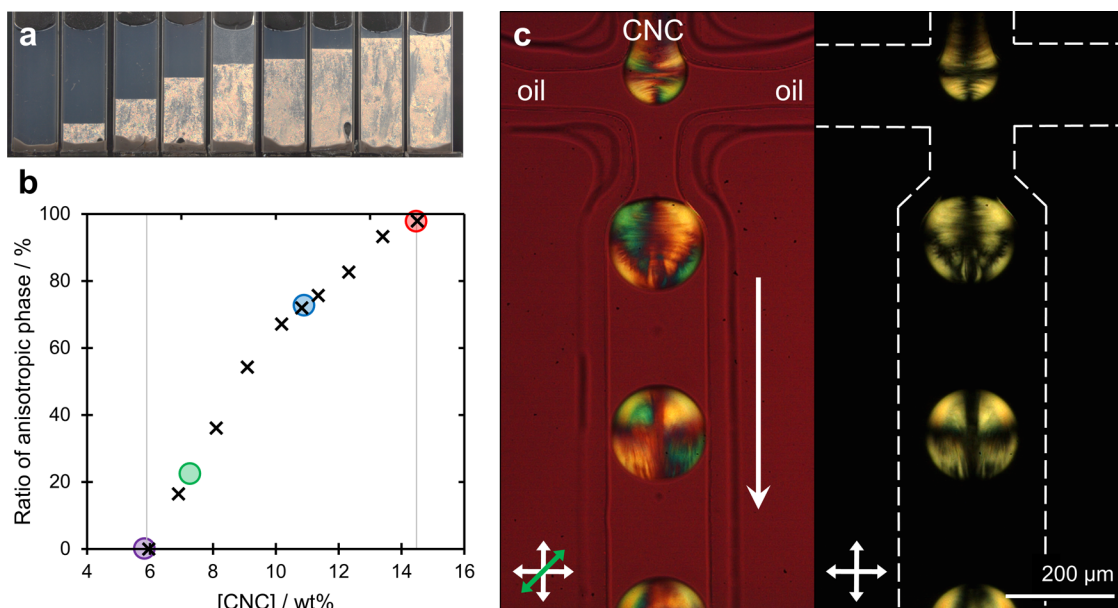 a
b
Ratio of anisotropic phase / %
100
80
60
40
20
0
4 6 8 10 12 14 16
[CNC] / wt%
c
CNC
oil oil
200 µm